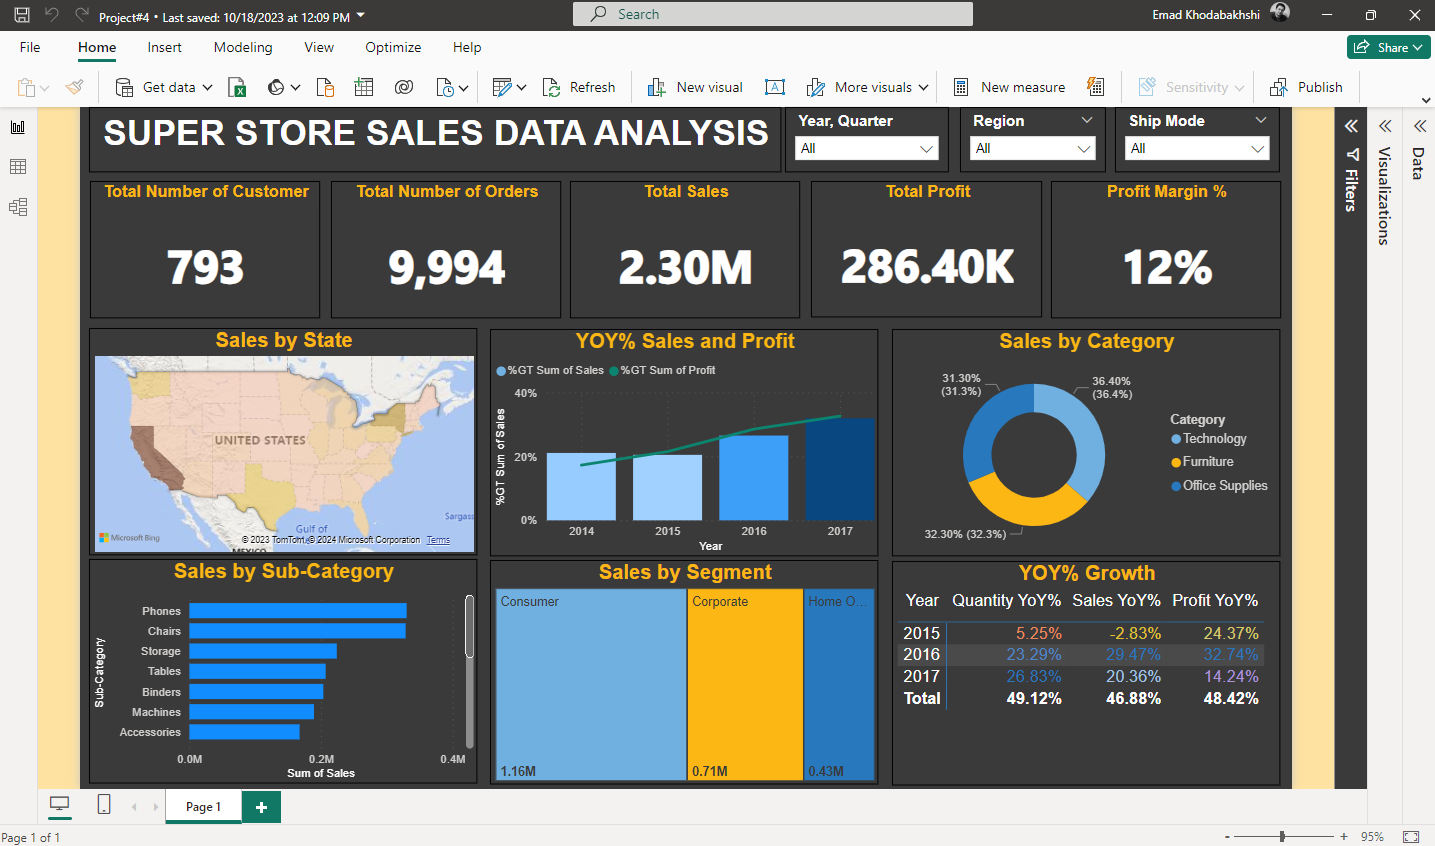 Project#4 • Last saved: 10/18/2023 at 12:09 PM
Search
Emad Khodabakhshi
File Home Insert Modeling View Optimize Help
Share
Get data
Refresh
New visual
More visuals
New measure
Sensitivity
Publish
SUPER STORE SALES DATA ANALYSIS
Year, Quarter
All
Region
All
Ship Mode
All
Filters
Visualizations
Data
Total Number of Customer
793
Total Number of Orders
9,994
Total Sales
2.30M
Total Profit
286.40K
Profit Margin %
12%
Sales by State
UNITED STATES
Gulf of
MEXICO
Sargass
Microsoft Bing
© 2023 TomTom, © 2024 Microsoft Corporation Terms
YOY% Sales and Profit
%GT Sum of Sales %GT Sum of Profit
%GT Sum of Sales
40%
20%
0%
2014 2015 2016 2017
Year
Sales by Category
31.30%
(31.3%)
36.40%
(36.4%)
32.30% (32.3%)
Category
Technology
Furniture
Office Supplies
Sales by Sub-Category
Sub-Category
Phones
Chairs
Storage
Tables
Binders
Machines
Accessories
0.0M 0.2M 0.4M
Sum of Sales
Sales by Segment
Consumer
1.16M
Corporate
0.71M
Home O...
0.43M
YOY% Growth
Year Quantity YoY% Sales YoY% Profit YoY%
2015 5.25% -2.83% 24.37%
2016 23.29% 29.47% 32.74%
2017 26.83% 20.36% 14.24%
Total 49.12% 46.88% 48.42%
Page 1
Page 1 of 1
- + 95%